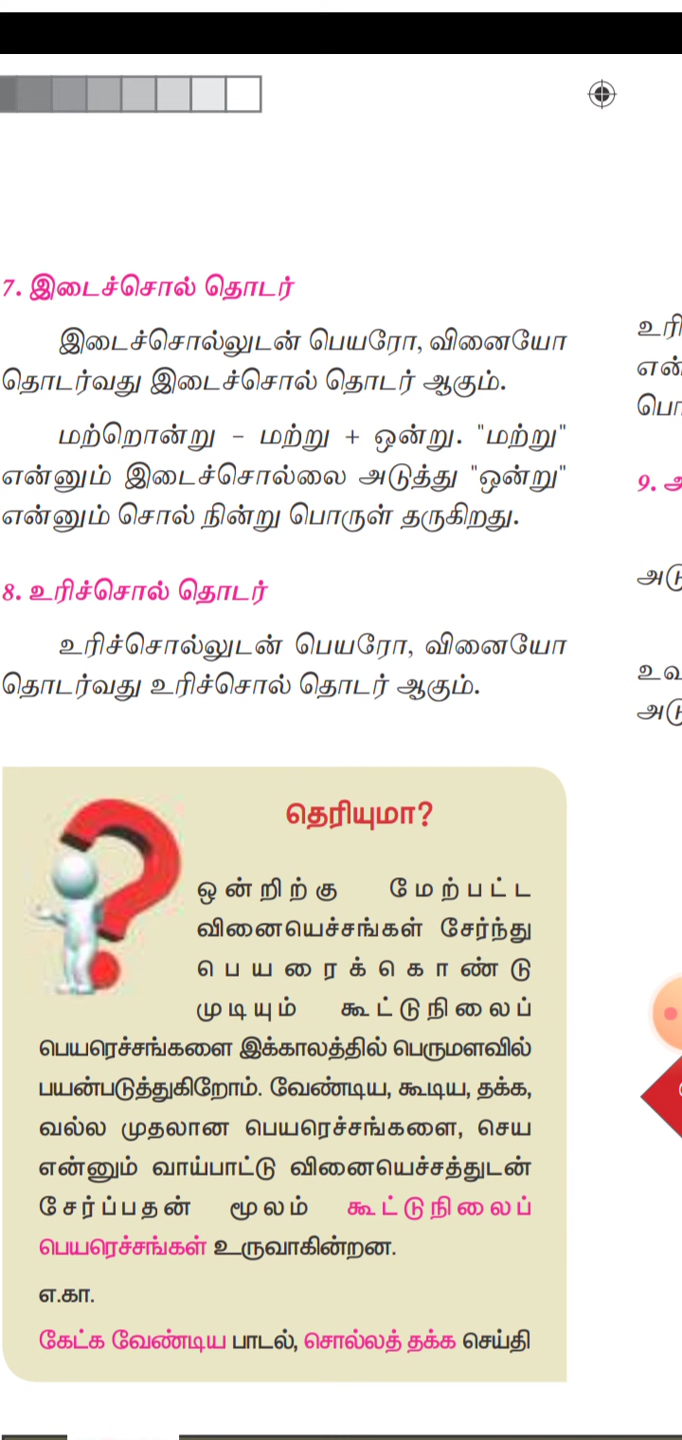 7. இடைச்சொல் தொடர்
இடைச்சொல்லுடன் பெயரோ, வினையோ
தொடர்வது இடைச்சொல் தொடர் ஆகும்.
மற்றொன்று – மற்று + ஒன்று. "மற்று"
என்னும் இடைச்சொல்லை அடுத்து "ஒன்று"
என்னும் சொல் நின்று பொருள் தருகிறது.
8. உரிச்சொல் தொடர்
உரிச்சொல்லுடன் பெயரோ, வினையோ
தொடர்வது உரிச்சொல் தொடர் ஆகும்.
தெரியுமா?
ஒன்றிற்கு மேற்பட்ட
வினையெச்சங்கள் சேர்ந்து
பெயரைக்கொண்டு
முடியும் கூட்டுநிலைப்
பெயரெச்சங்களை இக்காலத்தில் பெருமளவில்
பயன்படுத்துகிறோம். வேண்டிய, கூடிய, தக்க,
வல்ல முதலான பெயரெச்சங்களை, செய
என்னும் வாய்பாட்டு வினையெச்சத்துடன்
சேர்ப்பதன் மூலம் கூட்டுநிலைப்
பெயரெச்சங்கள் உருவாகின்றன.
எ.கா.
கேட்க வேண்டிய பாடல், சொல்லத் தக்க செய்தி
9.